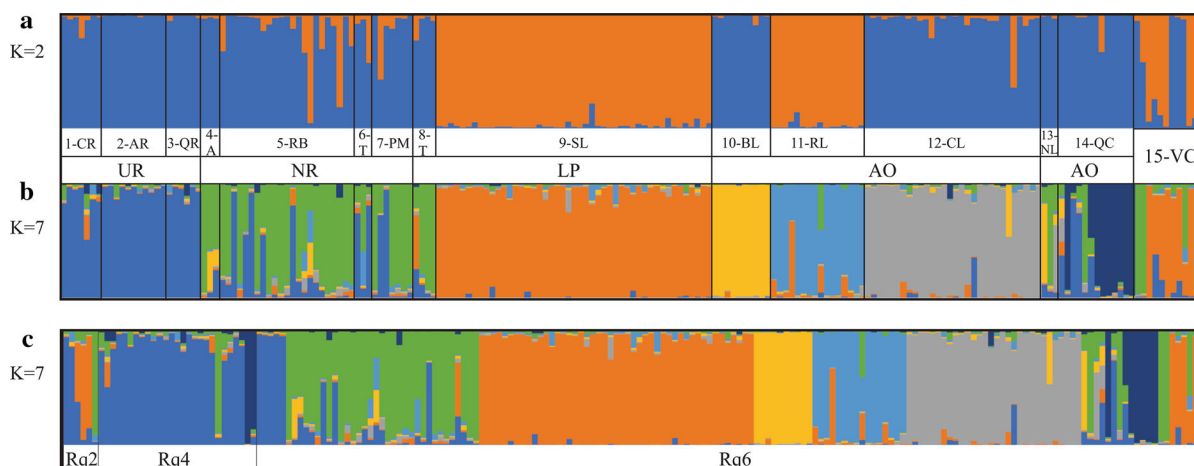 a
K=2
1-CR 2-AR 3-QR 4-A 5-RB 6-T 7-PM 8-T 9-SL 10-BL 11-RL 12-CL 13-NL 14-QC 15-VC
UR NR LP AO AO
b
K=7
c
K=7
Rg2 Rg4 Rg6